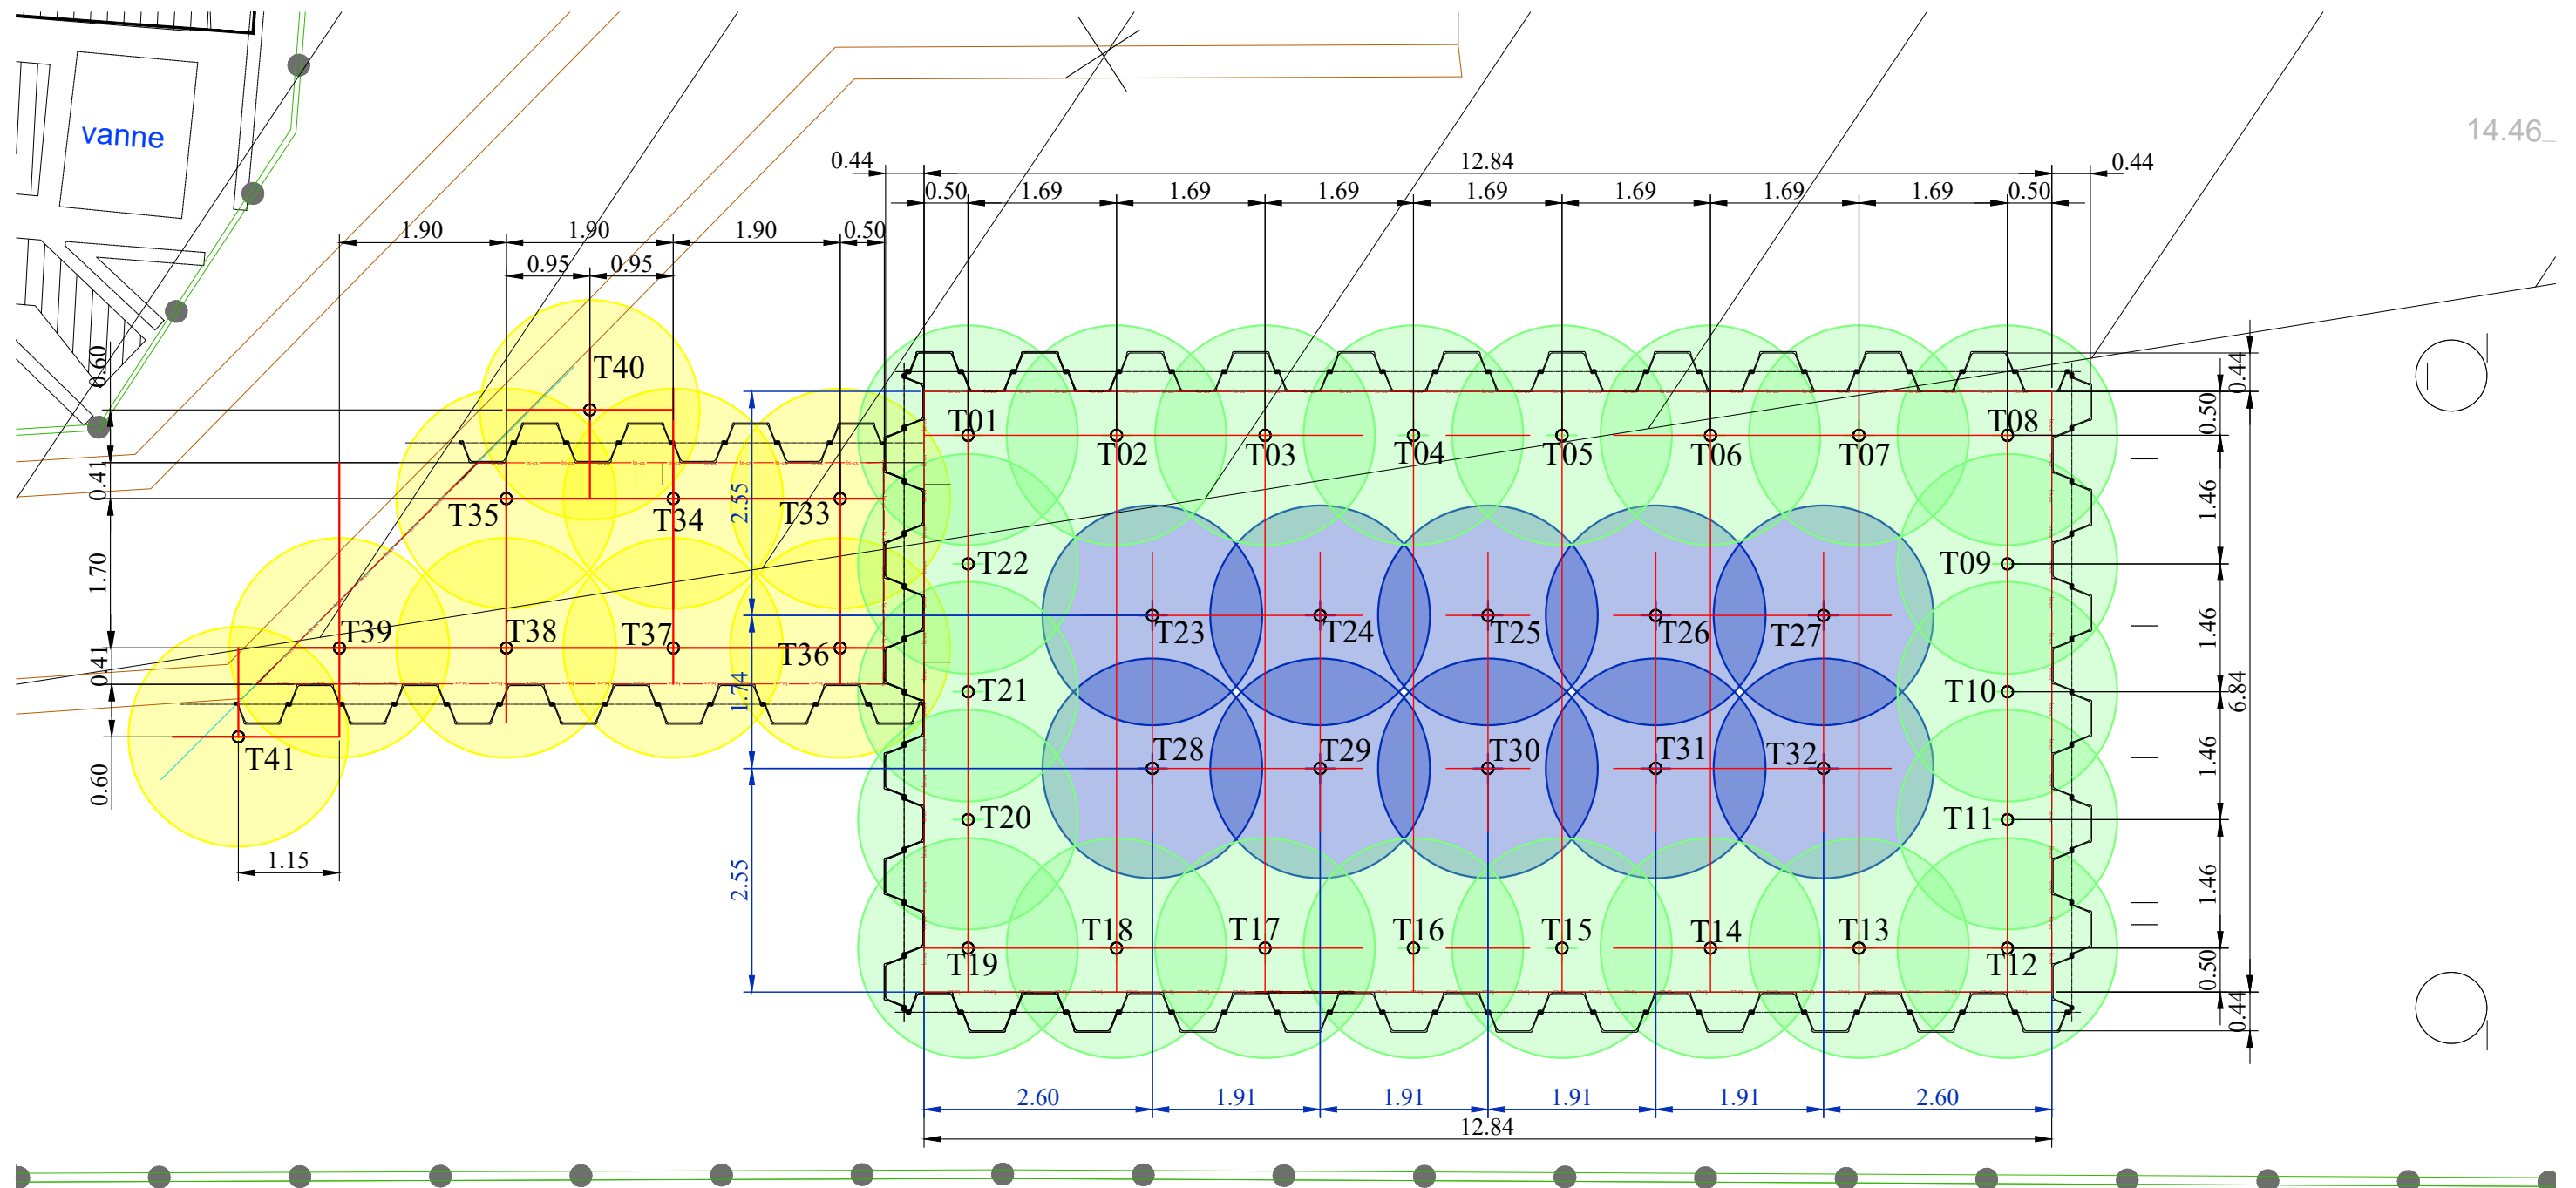 vanne
14.46
0.44
12.84
0.44
0.50
1.69
1.69
1.69
1.69
1.69
1.69
1.69
0.50
1.90
1.90
1.90
0.50
0.95
0.95
0.60
T40
0.44
T01
T08
0.50
T02
T03
T04
T05
T06
T07
0.41
2.55
T35
T34
T33
1.46
T22
T09
1.70
T39
T38
T37
T36
T23
T24
T25
T26
T27
1.46
0.41
1.74
T21
T10
6.84
T41
T28
T29
T30
T31
T32
1.46
0.60
T20
T11
1.15
2.55
1.46
T18
T17
T16
T15
T14
T13
T19
T12
0.50
0.44
2.60
1.91
1.91
1.91
1.91
2.60
12.84